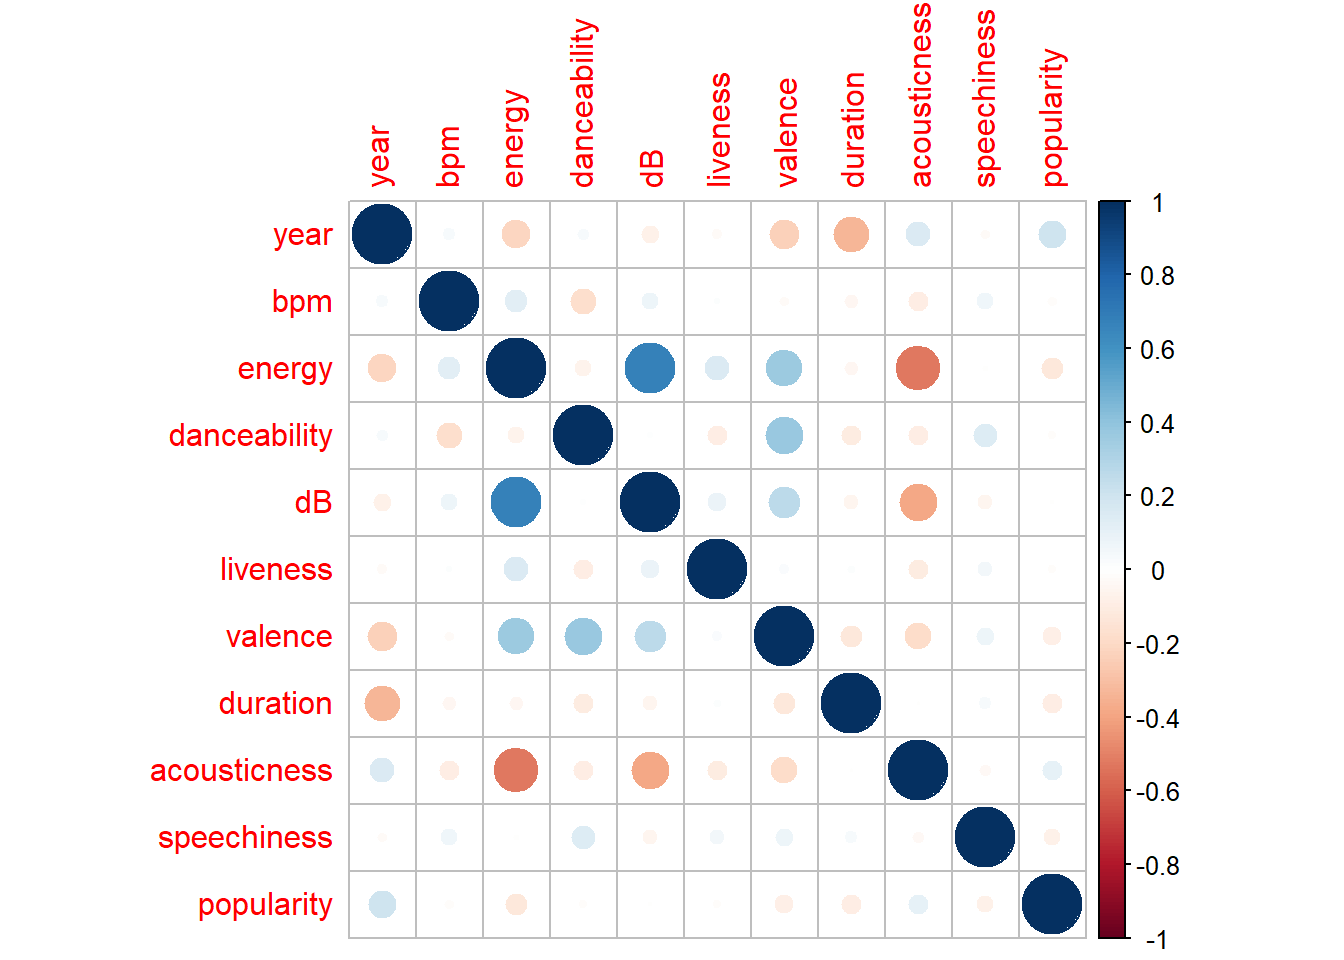 year
bpm
energy
danceability
dB
liveness
valence
duration
acousticness
speechiness
popularity
year
bpm
energy
danceability
dB
liveness
valence
duration
acousticness
speechiness
popularity
1
0.8
0.6
0.4
0.2
0
-0.2
-0.4
-0.6
-0.8
-1